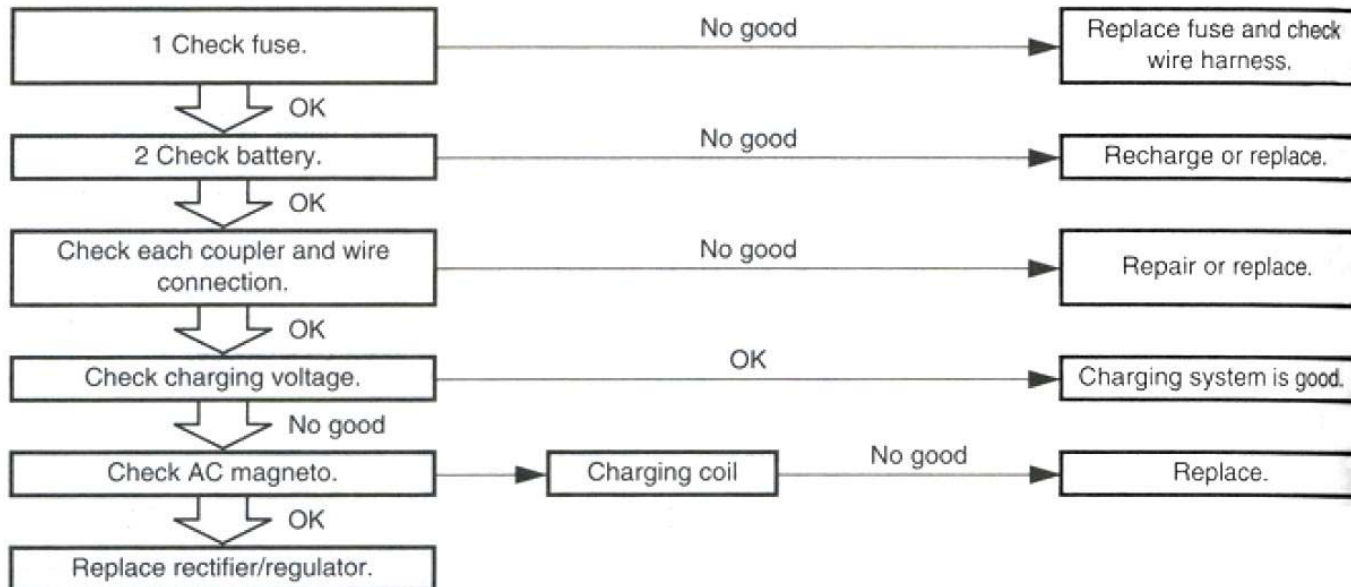 1 Check fuse.
No good
Replace fuse and check
wire harness.
OK
2 Check battery.
No good
Recharge or replace.
OK
Check each coupler and wire
connection.
No good
Repair or replace.
OK
Check charging voltage.
OK
Charging system is good.
No good
Check AC magneto.
Charging coil
No good
Replace.
OK
Replace rectifier/regulator.